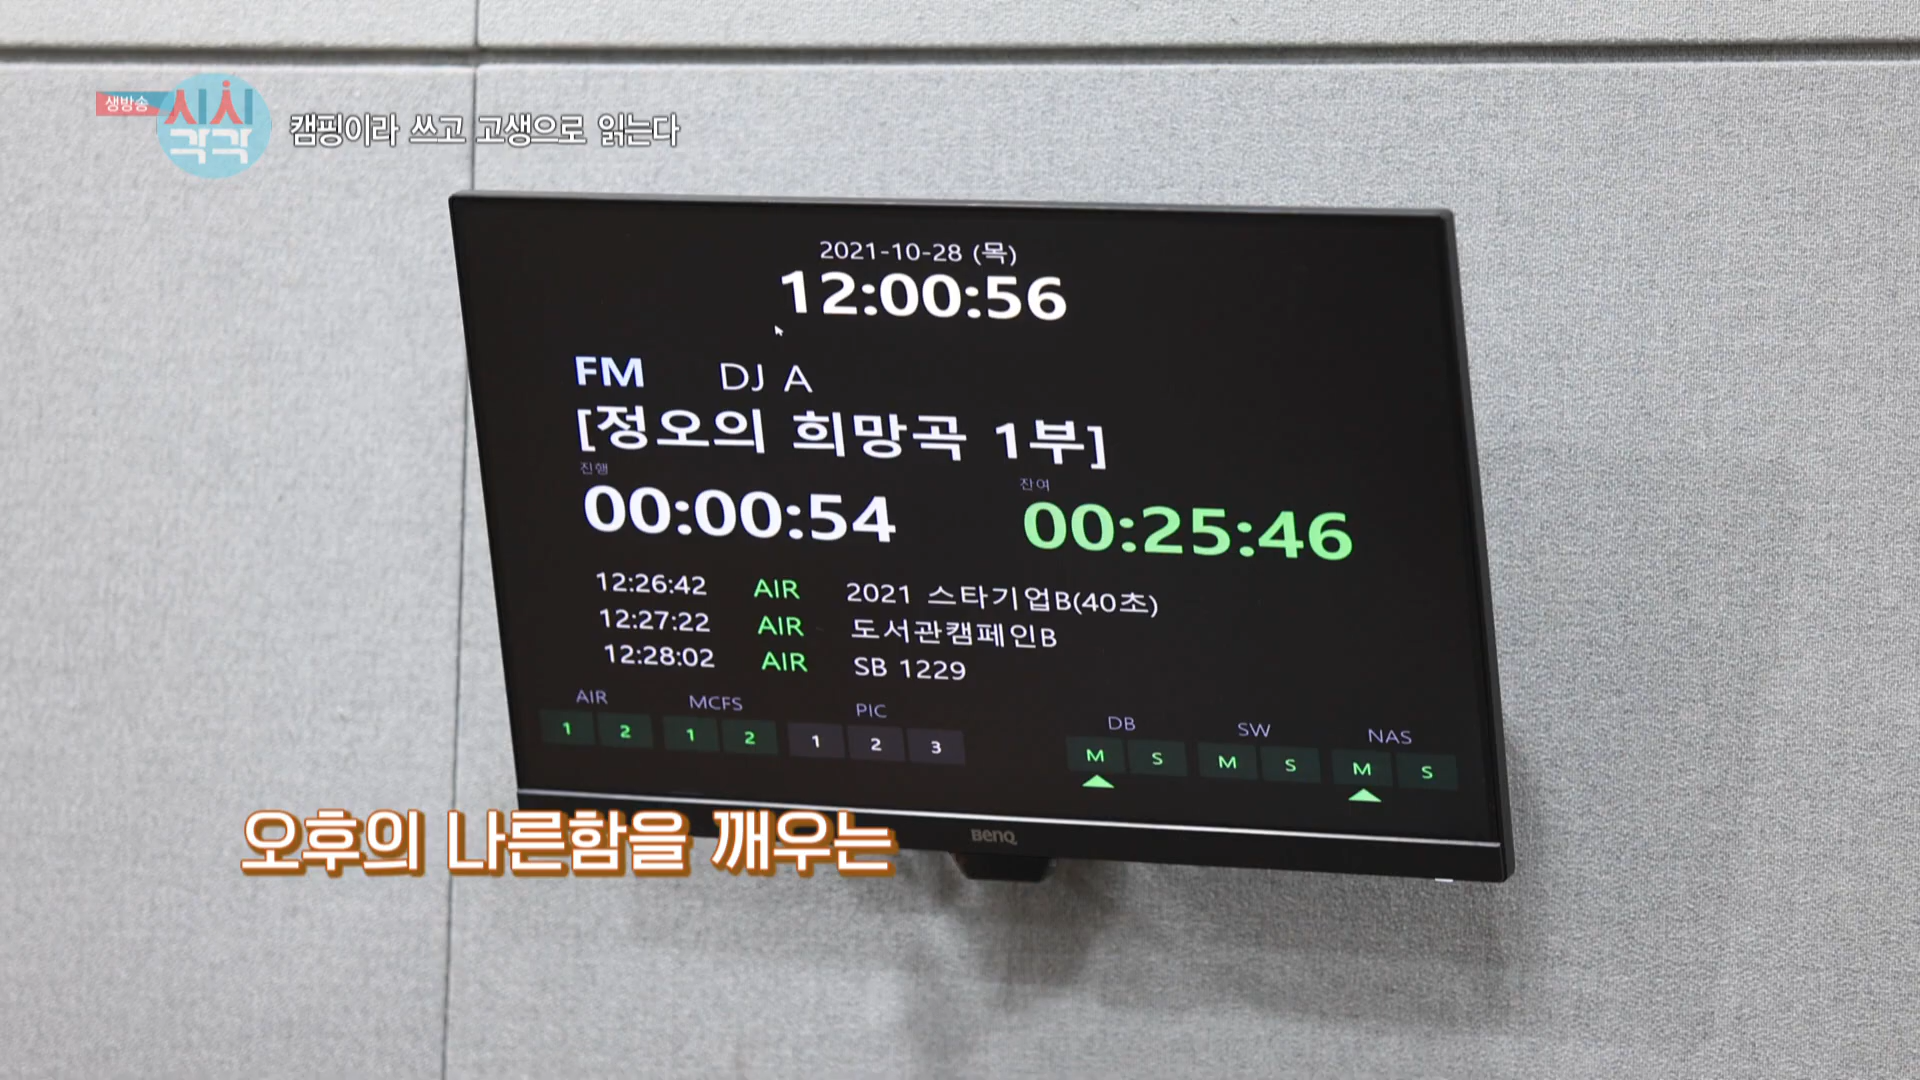 생방송
시시각각
캠핑이라 쓰고 고생으로 읽는다
2021-10-28 (목)
12:00:56
FM DJ A
[정오의 희망곡 1부]
진행 잔여
00:00:54 00:25:46
12:26:42 AIR 2021 스타기업B(40초)
12:27:22 AIR 도서관캠페인B
12:28:02 AIR SB 1229
AIR MCFS PIC DB SW NAS
1 2 1 2 1 2 3 M S M S M S
BenQ
오후의 나른함을 깨우는